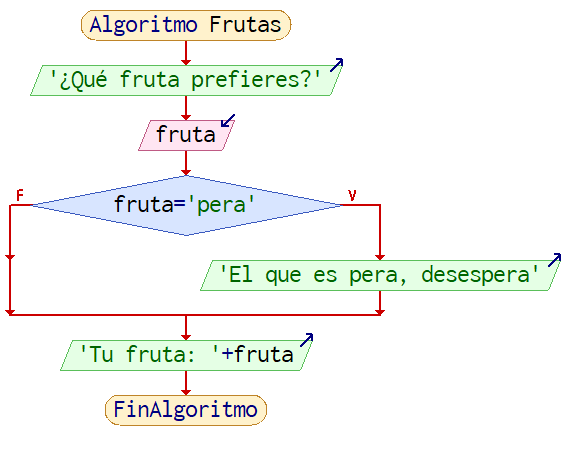 Algoritmo Frutas
'¿Qué fruta prefieres?'
fruta
fruta='pera'
F
V
'El que es pera, desespera'
'Tu fruta: '+fruta
FinAlgoritmo